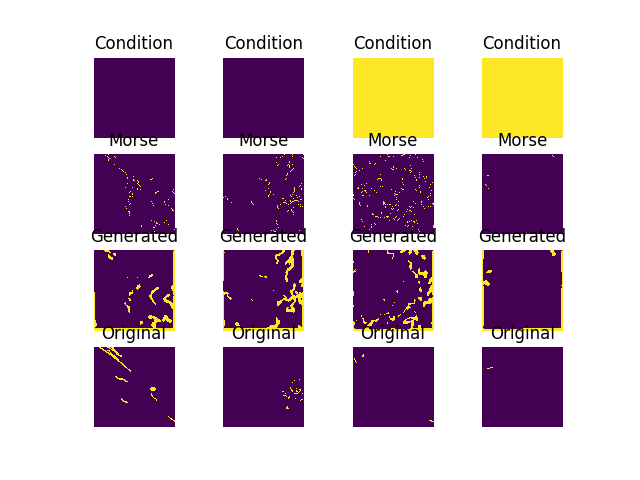 Condition Condition Condition Condition
Morse Morse Morse Morse
Generated Generated Generated Generated
Original Original Original Original